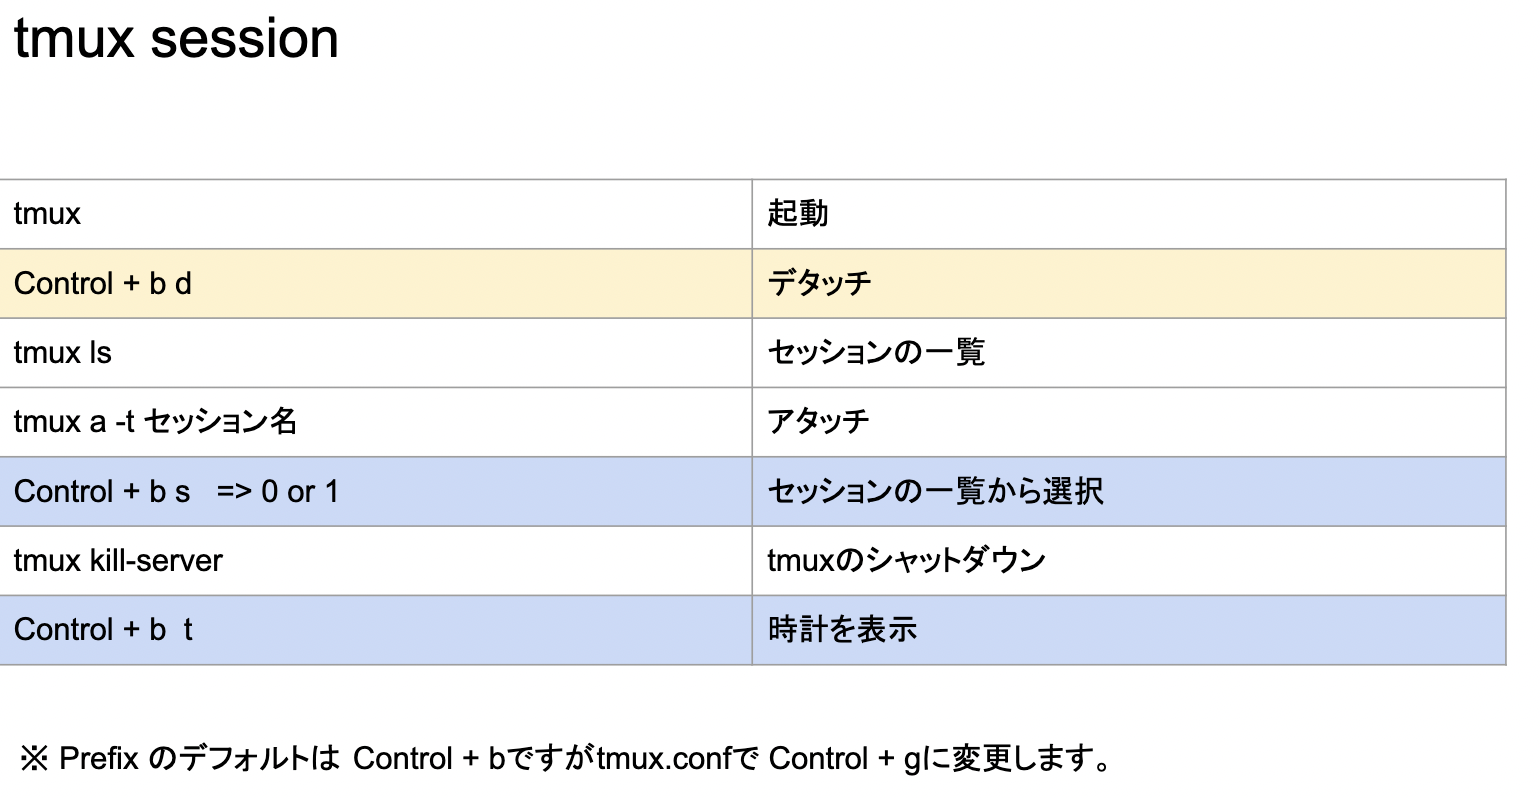 tmux session
tmux 起動
Control + b d デタッチ
tmux ls セッションの一覧
tmux a -t セッション名 アタッチ
Control + b s => 0 or 1 セッションの一覧から選択
tmux kill-server tmuxのシャットダウン
Control + b t 時計を表示
※ Prefix のデフォルトは Control + bですがtmux.confで Control + gに変更します。